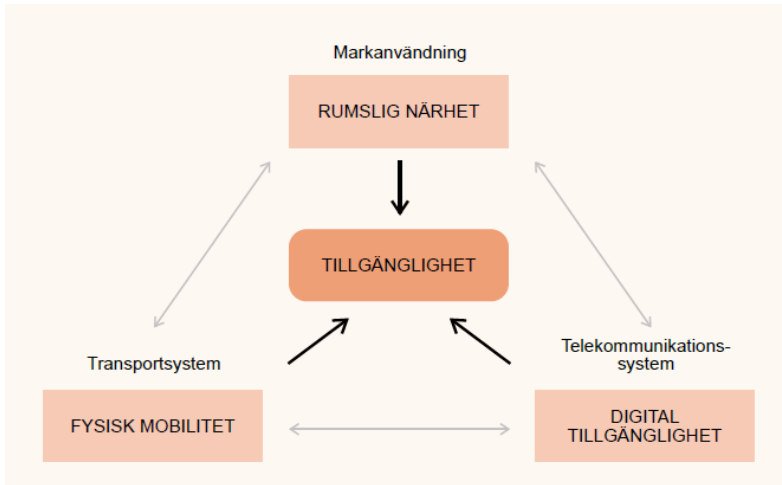 Markanvändning
RUMSLIG NÄRHET
TILLGÄNGLIGHET
Transportsystem
FYSISK MOBILITET
Telekommunikations-
system
DIGITAL
TILLGÄNGLIGHET